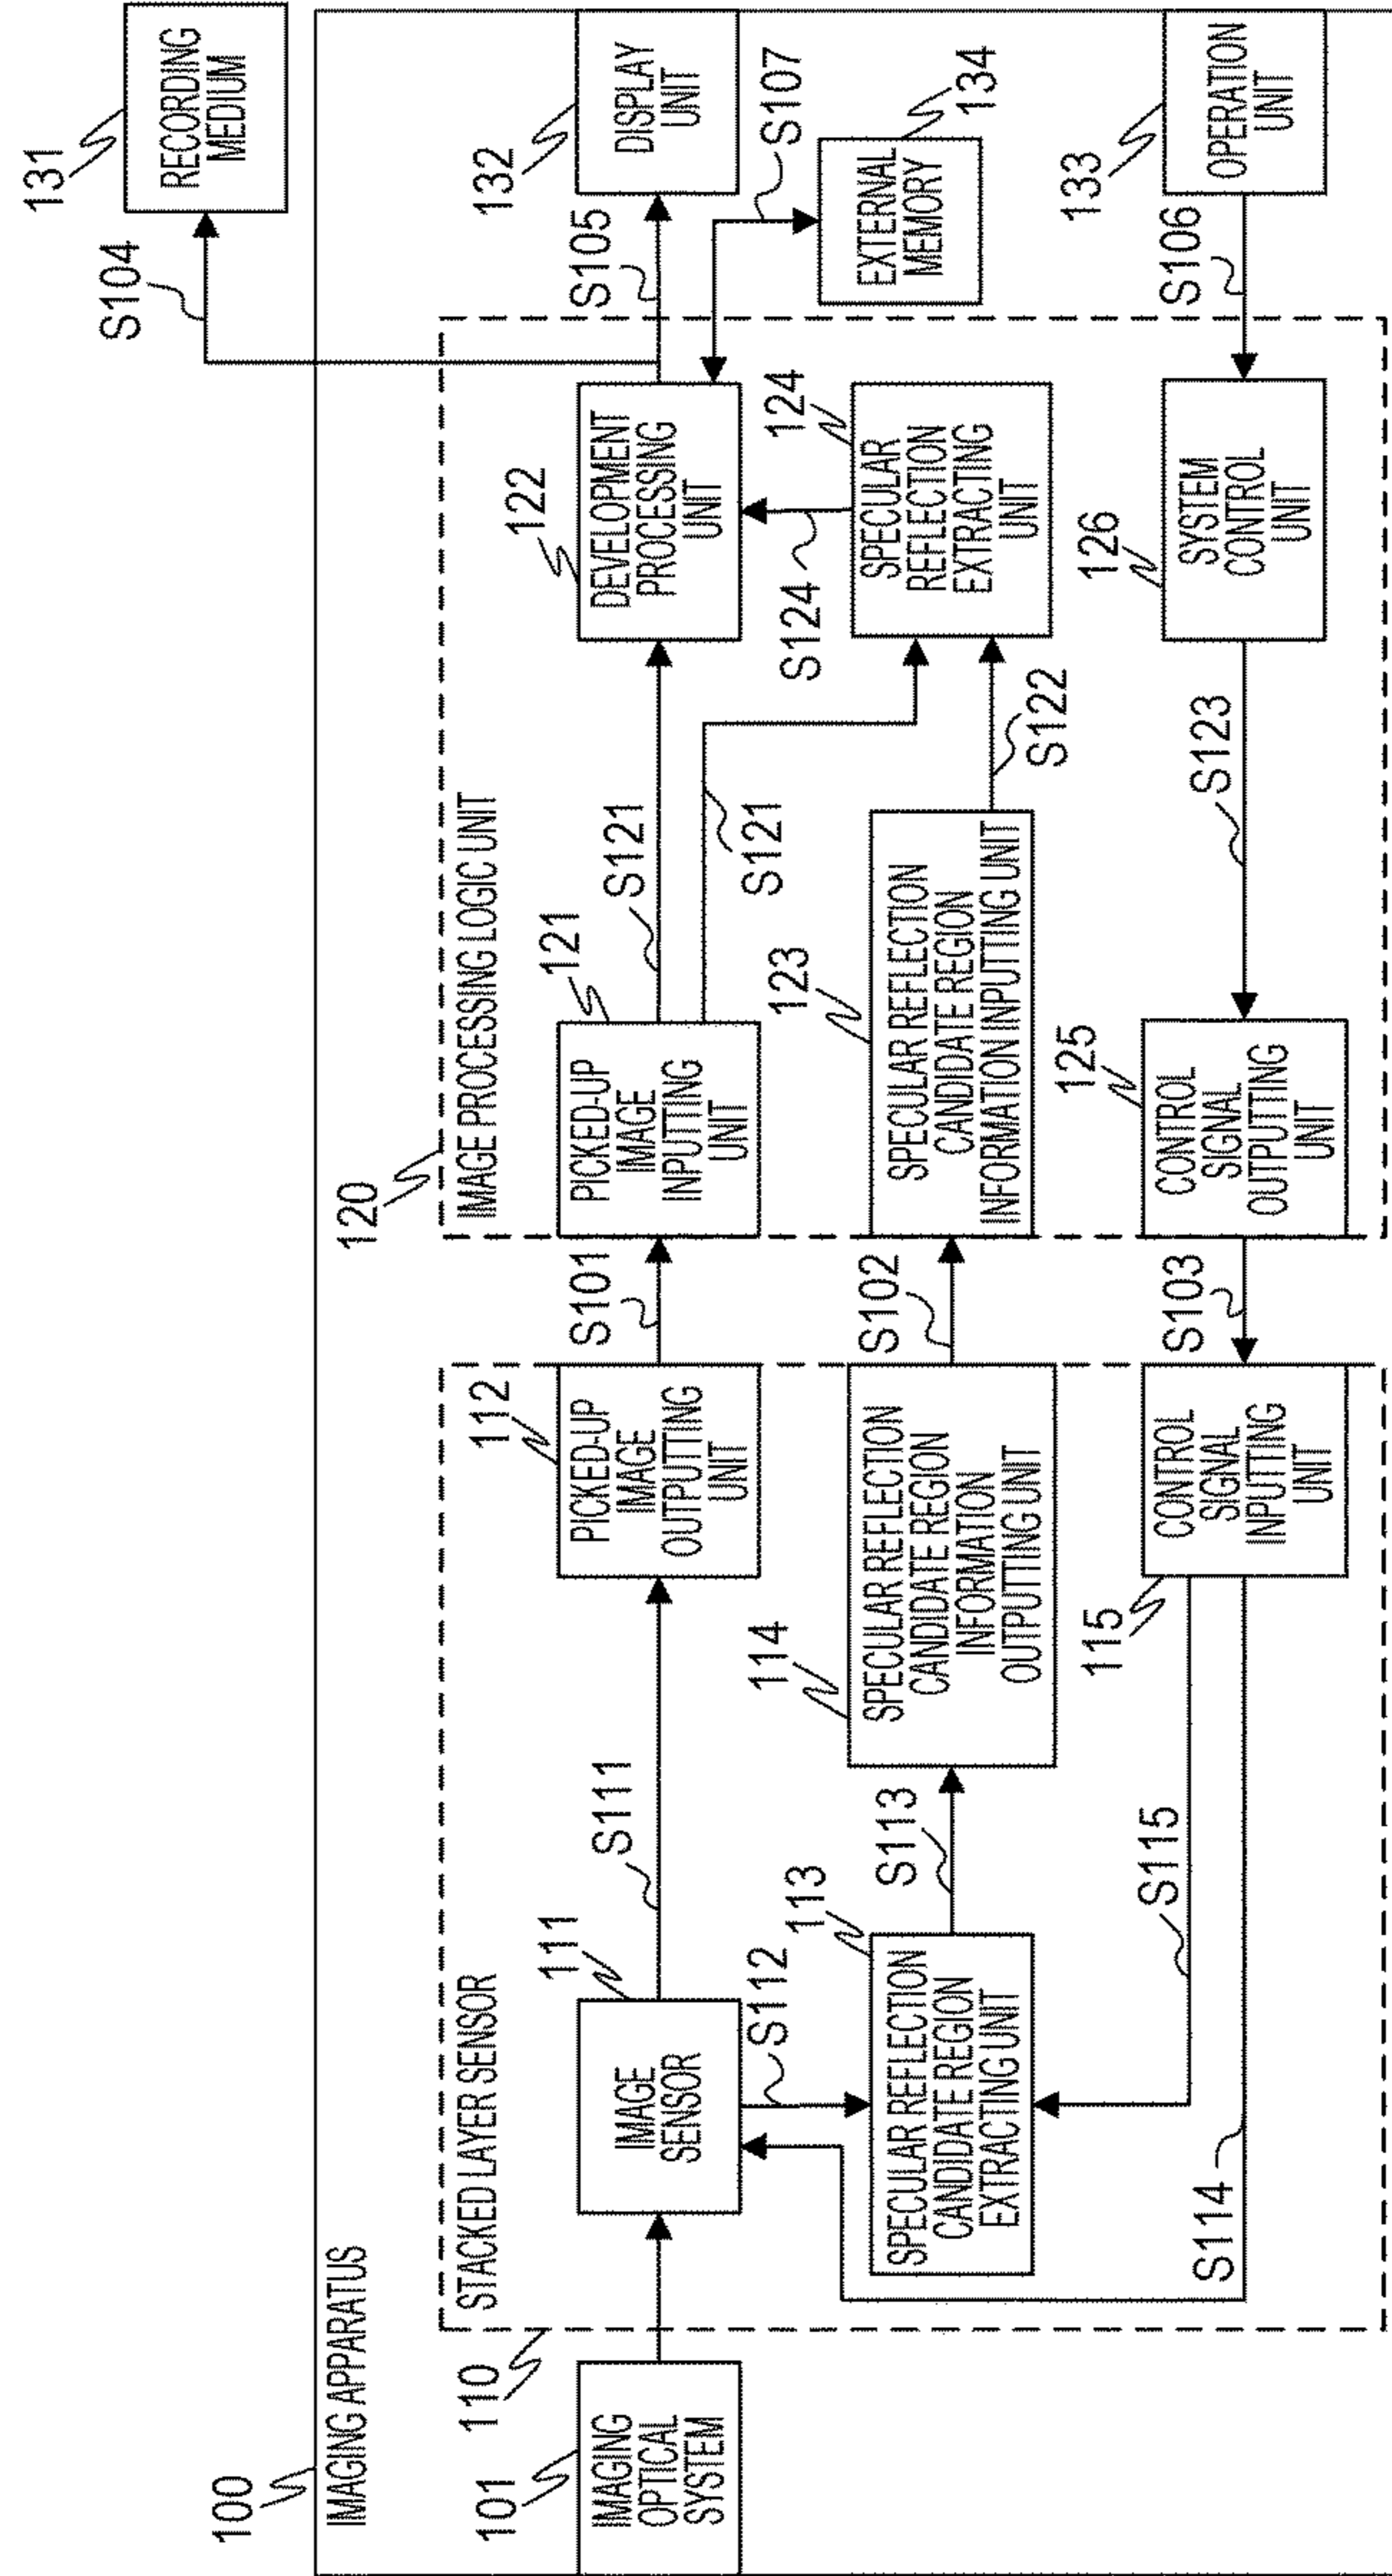 100
IMAGING APPARATUS
101
IMAGING
OPTICAL
SYSTEM
110
STACKED LAYER SENSOR
111
IMAGE
SENSOR
S111
S112
112
PICKED-UP
IMAGE
OUTPUTTING
UNIT
113
SPECULAR REFLECTION
CANDIDATE REGION
EXTRACTING UNIT
S113
114
SPECULAR REFLECTION
CANDIDATE REGION
INFORMATION
OUTPUTTING UNIT
115
CONTROL
SIGNAL
INPUTTING
UNIT
S115
S114
S101
S102
S103
120
IMAGE PROCESSING LOGIC UNIT
121
PICKED-UP
IMAGE
INPUTTING
UNIT
S121
S121
122
DEVELOPMENT
PROCESSING
UNIT
123
SPECULAR REFLECTION
CANDIDATE REGION
INFORMATION INPUTTING UNIT
S122
124
SPECULAR
REFLECTION
EXTRACTING
UNIT
S124
125
CONTROL
SIGNAL
OUTPUTTING
UNIT
S123
126
SYSTEM
CONTROL
UNIT
S104
131
RECORDING
MEDIUM
S105
132
DISPLAY
UNIT
S107
134
EXTERNAL
MEMORY
S106
133
OPERATION
UNIT